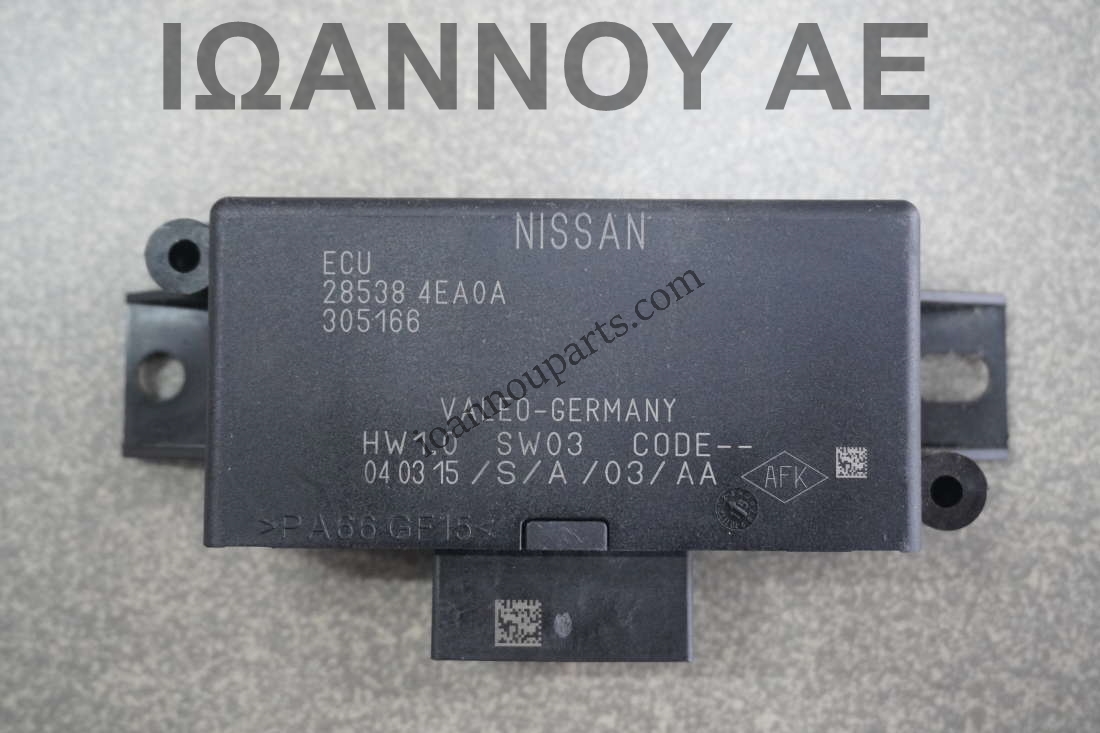 ΙΩΑΝΝΟΥ ΑΕ
NISSAN
ECU
28538 4EA0A
305166
ioannouparts.com
VALEO-GERMANY
HW1.0 SW03 CODE--
04 03 15 /S/A/03/AA
AFK
>PA66 GF15<